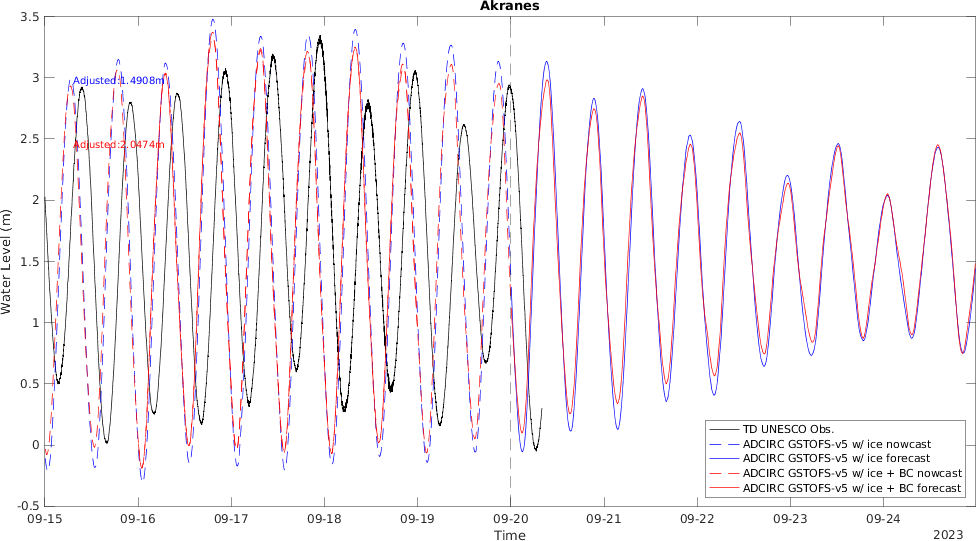 Akranes
3.5
3
2.5
2
1.5
1
0.5
0
-0.5
Water Level (m)
Adjusted:1.4908m
Adjusted:2.0474m
TD UNESCO Obs.
ADCIRC GSTOFS-v5 w/ ice nowcast
ADCIRC GSTOFS-v5 w/ ice forecast
ADCIRC GSTOFS-v5 w/ ice + BC nowcast
ADCIRC GSTOFS-v5 w/ ice + BC forecast
09-15 09-16 09-17 09-18 09-19 09-20 09-21 09-22 09-23 09-24
Time
2023